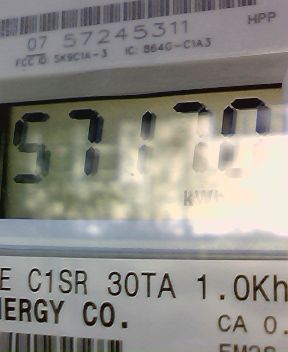 07 57245311
HPP
FCC ID: SK9C1A-3 IC: 864G-C1A3
57170
kWh
E C1SR 30TA 1.0Kh
NERGY CO.
CA 0.